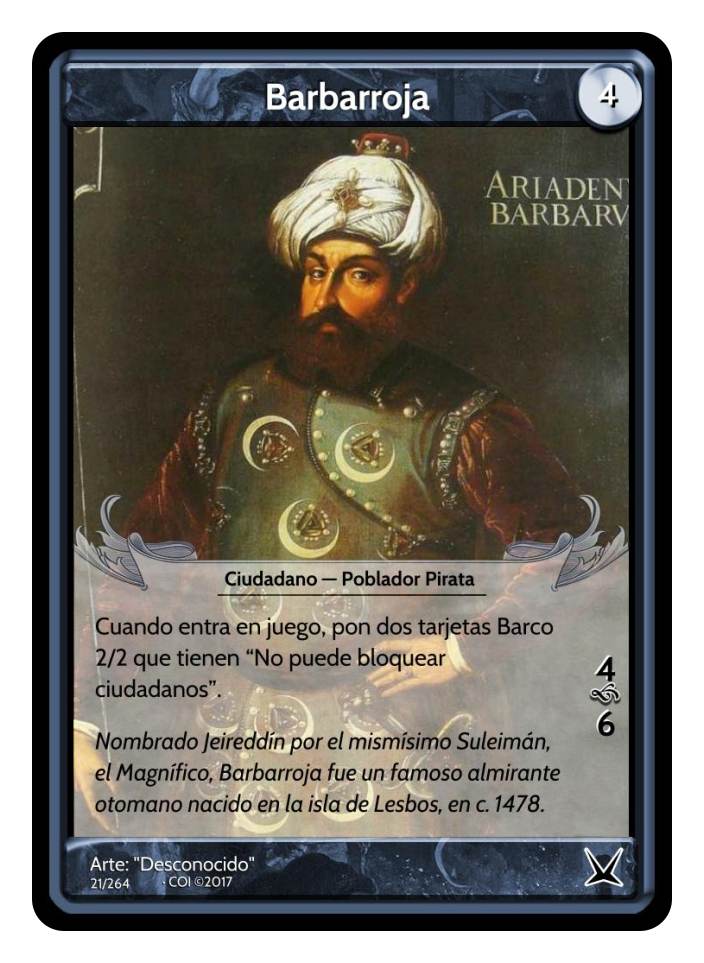 Barbarroja
4
ARIADEN
BARBARV
Ciudadano — Poblador Pirata
Cuando entra en juego, pon dos tarjetas Barco
2/2 que tienen “No puede bloquear
ciudadanos”.
4
6
Nombrado Jeireddín por el mismísimo Suleimán,
el Magnífico, Barbarroja fue un famoso almirante
otomano nacido en la isla de Lesbos, en c. 1478.
Arte: "Desconocido"
21/264 · COI ©2017